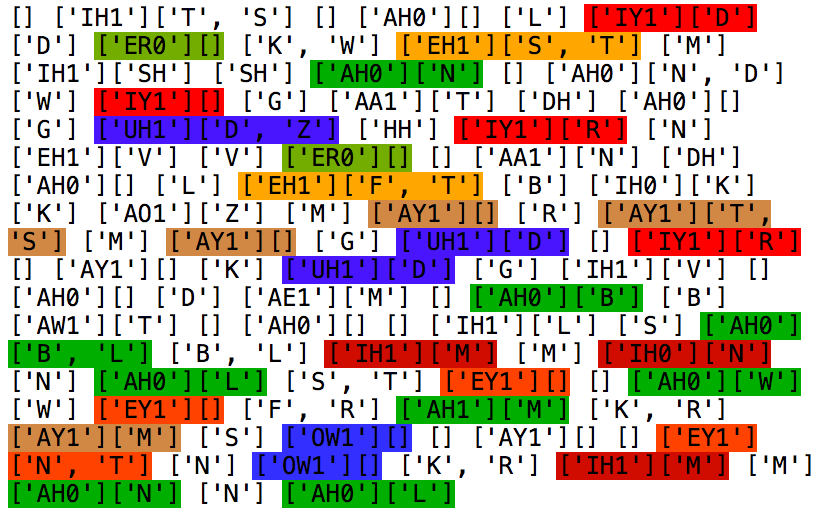 [] ['IH1']['T', 'S'] [] ['AH0'][] ['L'] ['IY1']['D']
['D'] ['ER0'][] ['K', 'W'] ['EH1']['S', 'T'] ['M']
['IH1']['SH'] ['SH'] ['AH0']['N'] [] ['AH0']['N', 'D']
['W'] ['IY1'][] ['G'] ['AA1']['T'] ['DH'] ['AH0'][]
['G'] ['UH1']['D', 'Z'] ['HH'] ['IY1']['R'] ['N']
['EH1']['V'] ['V'] ['ER0'][] [] ['AA1']['N'] ['DH']
['AH0'][] ['L'] ['EH1']['F', 'T'] ['B'] ['IH0']['K']
['K'] ['AO1']['Z'] ['M'] ['AY1'][] ['R'] ['AY1']['T',
'S'] ['M'] ['AY1'][] ['G'] ['UH1']['D'] [] ['IY1']['R']
[] ['AY1'][] ['K'] ['UH1']['D'] ['G'] ['IH1']['V'] []
['AH0'][] ['D'] ['AE1']['M'] [] ['AH0']['B'] ['B']
['AW1']['T'] [] ['AH0'][] [] ['IH1']['L'] ['S'] ['AH0']
['B', 'L'] ['B', 'L'] ['IH1']['M'] ['M'] ['IH0']['N']
['N'] ['AH0']['L'] ['S', 'T'] ['EY1'][] [] ['AH0']['W']
['W'] ['EY1'][] ['F', 'R'] ['AH1']['M'] ['K', 'R']
['AY1']['M'] ['S'] ['OW1'][] [] ['AY1'][] [] ['EY1']
['N', 'T'] ['N'] ['OW1'][] ['K', 'R'] ['IH1']['M'] ['M']
['AH0']['N'] ['N'] ['AH0']['L']